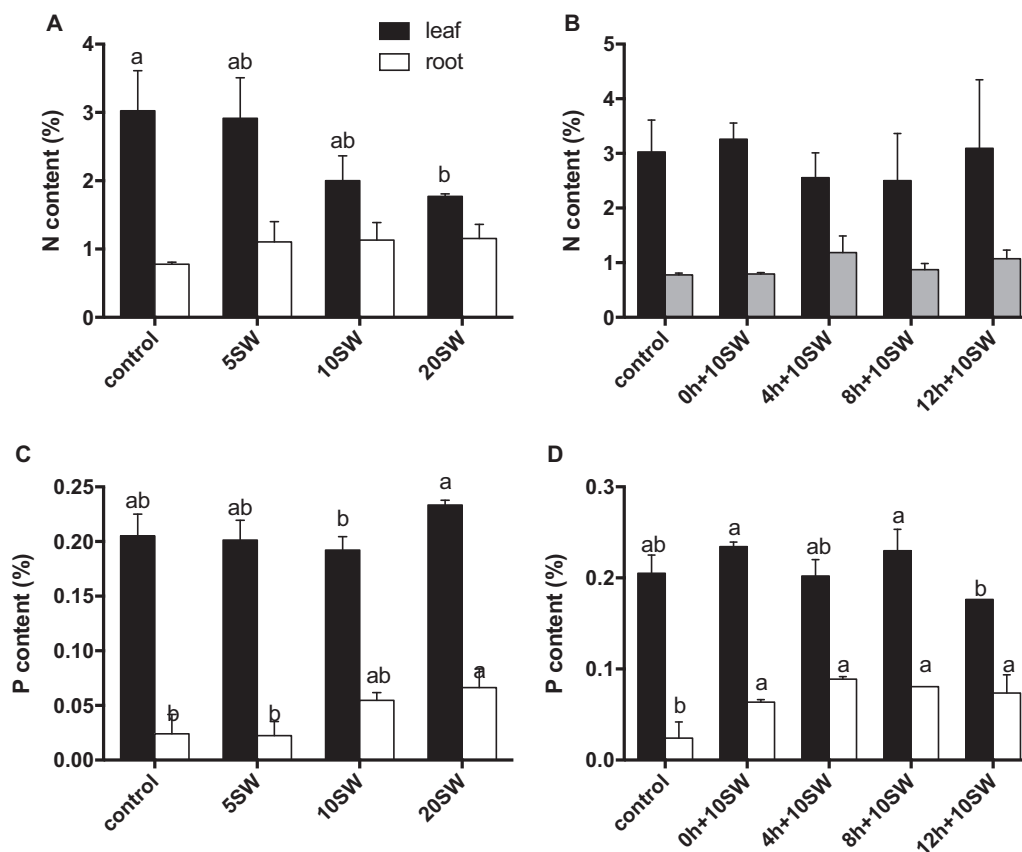 A
leaf
root
N content (%)
4
3
2
1
0
a
ab
ab
b
control
5SW
10SW
20SW
B
N content (%)
5
4
3
2
1
0
control
0h+10SW
4h+10SW
8h+10SW
12h+10SW
C
P content (%)
0.25
0.20
0.15
0.10
0.05
0.00
ab
ab
b
a
b
b
ab
a
control
5SW
10SW
20SW
D
P content (%)
0.3
0.2
0.1
0.0
ab
a
ab
a
b
b
a
a
a
a
control
0h+10SW
4h+10SW
8h+10SW
12h+10SW